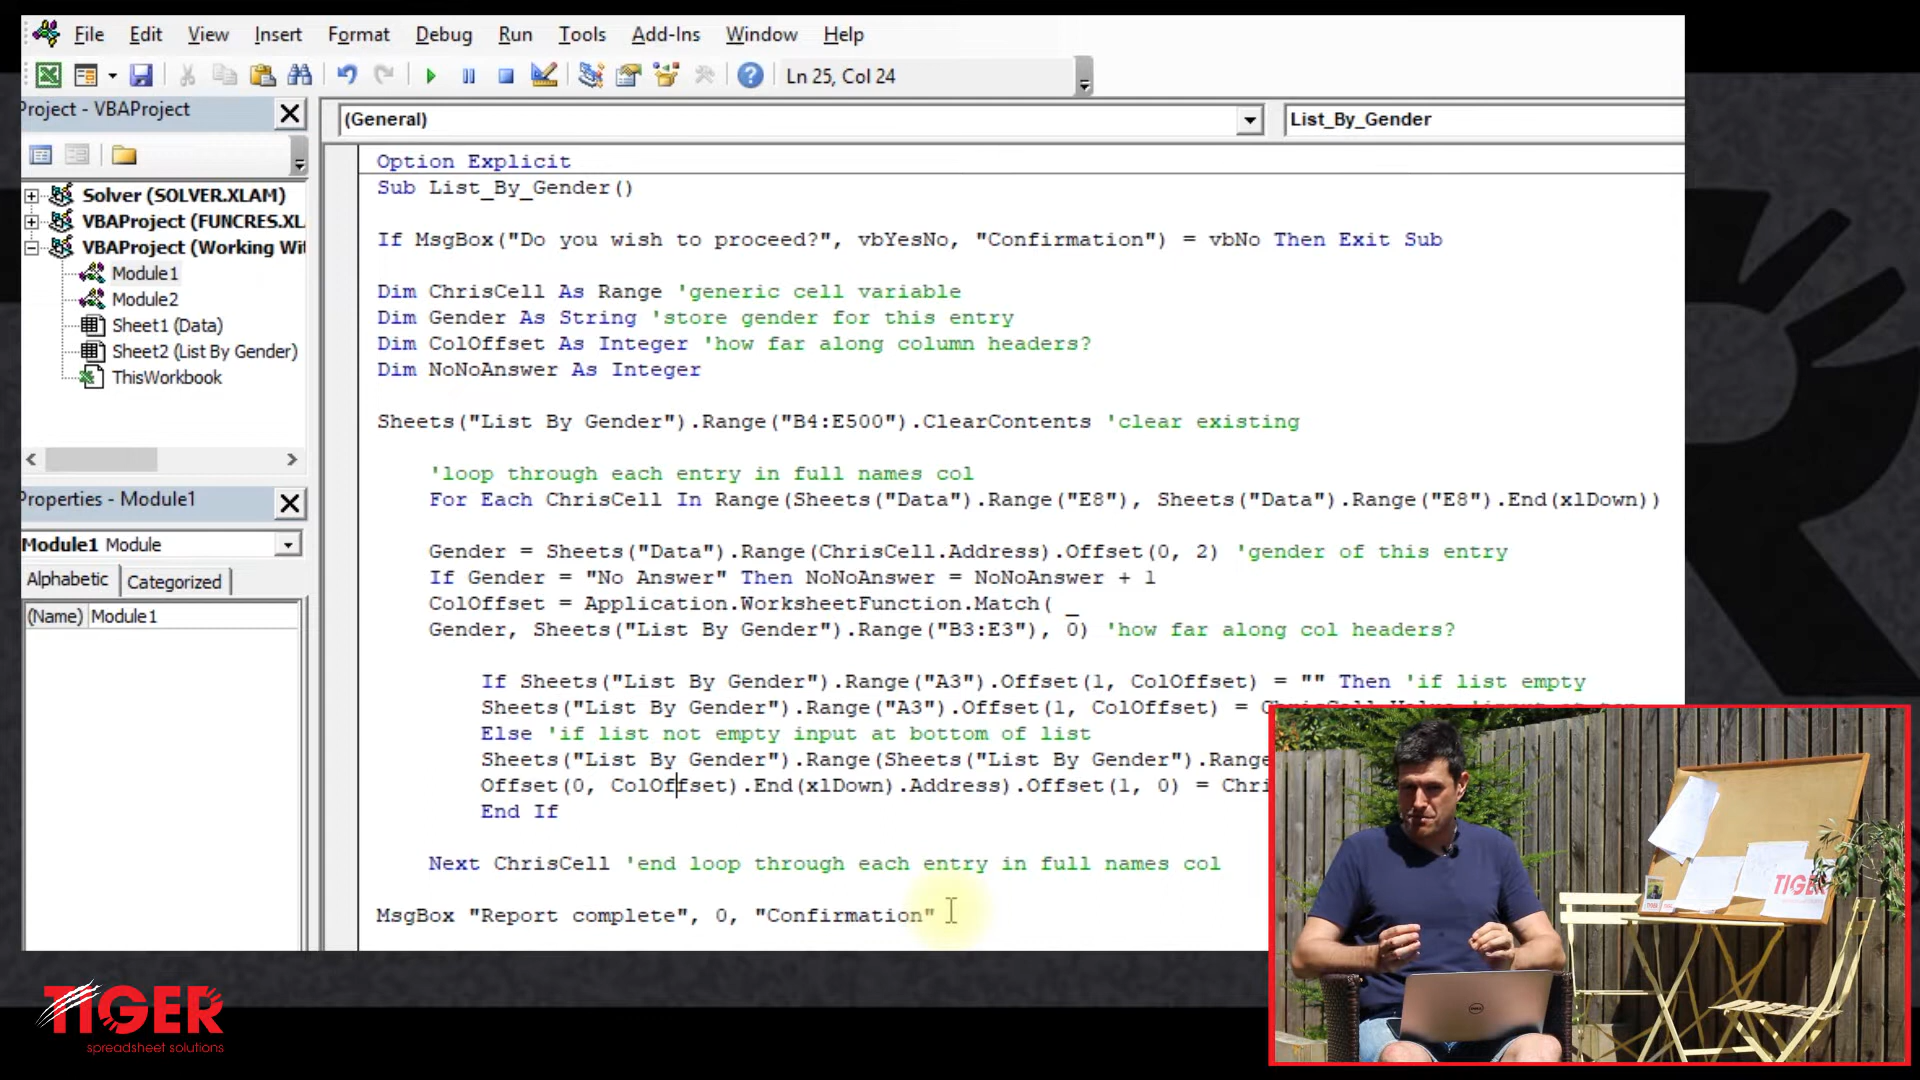 File Edit View Insert Format Debug Run Tools Add-Ins Window Help
Ln 25, Col 24
Project - VBAProject
(General)
List_By_Gender
Solver (SOLVER.XLAM)
VBAProject (FUNCRES.XL
VBAProject (Working Wi
Module1
Module2
Sheet1 (Data)
Sheet2 (List By Gender)
ThisWorkbook
Properties - Module1
Module1 Module
Alphabetic Categorized
(Name) Module1
Option Explicit
Sub List_By_Gender()
If MsgBox("Do you wish to proceed?", vbYesNo, "Confirmation") = vbNo Then Exit Sub
Dim ChrisCell As Range 'generic cell variable
Dim Gender As String 'store gender for this entry
Dim ColOffset As Integer 'how far along column headers?
Dim NoNoAnswer As Integer
Sheets("List By Gender").Range("B4:E500").ClearContents 'clear existing
'loop through each entry in full names col
For Each ChrisCell In Range(Sheets("Data").Range("E8"), Sheets("Data").Range("E8").End(xlDown))
Gender = Sheets("Data").Range(ChrisCell.Address).Offset(0, 2) 'gender of this entry
If Gender = "No Answer" Then NoNoAnswer = NoNoAnswer + 1
ColOffset = Application.WorksheetFunction.Match( _
Gender, Sheets("List By Gender").Range("B3:E3"), 0) 'how far along col headers?
If Sheets("List By Gender").Range("A3").Offset(1, ColOffset) = "" Then 'if list empty
Sheets("List By Gender").Range("A3").Offset(1, ColOffset) =
Else 'if list not empty input at bottom of list
Sheets("List By Gender").Range(Sheets("List By Gender").Range
Offset(0, ColOffset).End(xlDown).Address).Offset(1, 0) = Chri
End If
Next ChrisCell 'end loop through each entry in full names col
MsgBox "Report complete", 0, "Confirmation"
TIGER
spreadsheet solutions